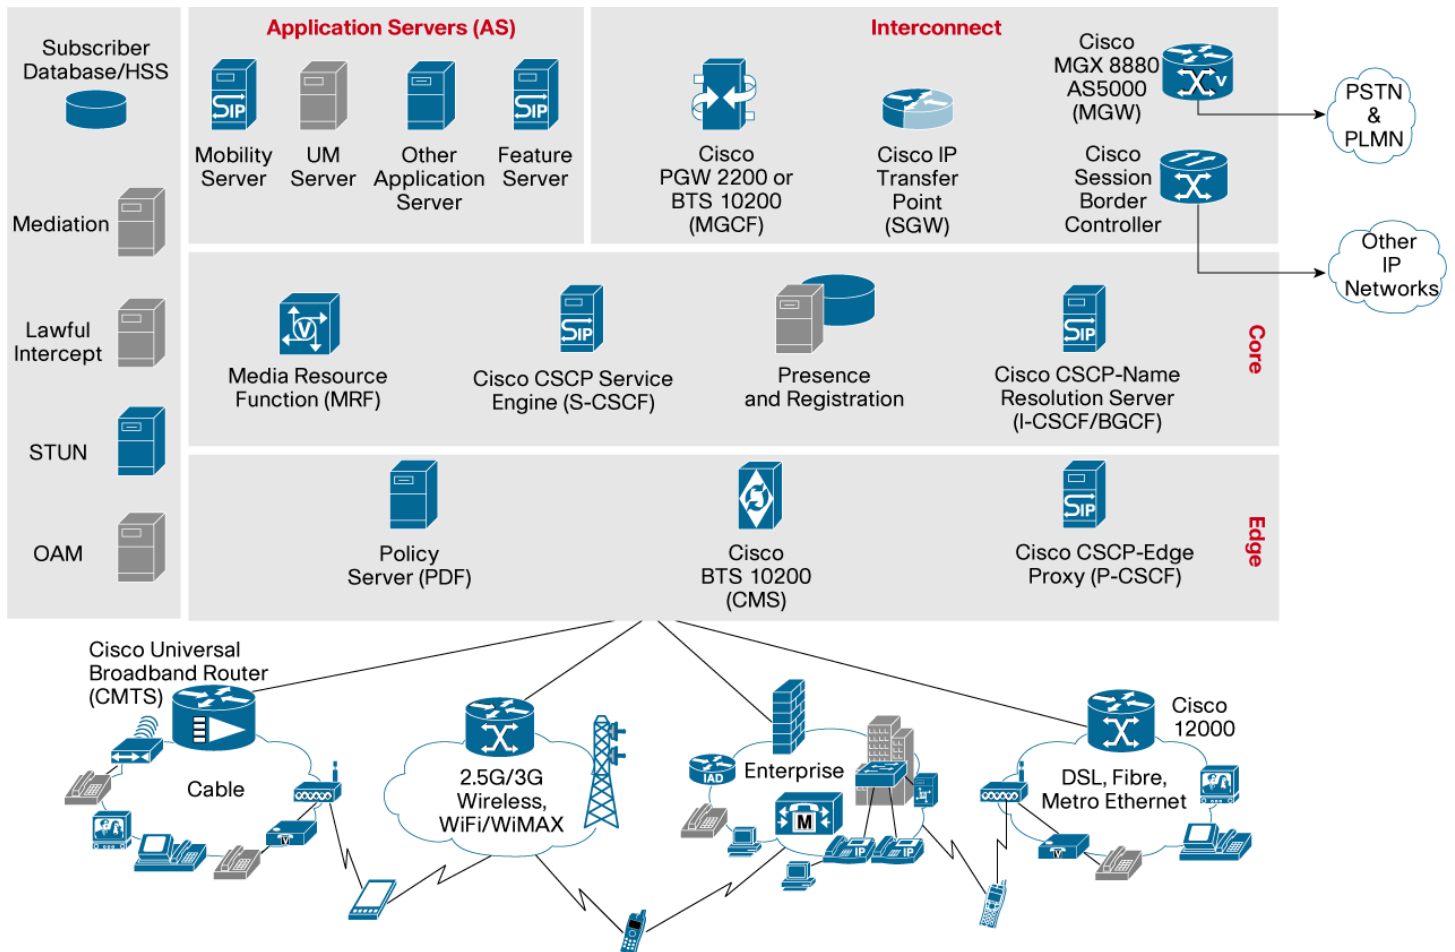 Subscriber
Database/HSS
Mediation
Lawful
Intercept
STUN
OAM
Application Servers (AS)
SIP
SIP
Mobility
Server
UM
Server
Other
Application
Server
Feature
Server
Interconnect
Cisco
PGW 2200 or
BTS 10200
(MGCF)
Cisco IP
Transfer
Point
(SGW)
Cisco
MGX 8880
AS5000
(MGW)
V
Cisco
Session
Border
Controller
PSTN
&
PLMN
Other
IP
Networks
Core
V
Media Resource
Function (MRF)
SIP
Cisco CSCP Service
Engine (S-CSCF)
Presence
and Registration
SIP
Cisco CSCP-Name
Resolution Server
(I-CSCF/BGCF)
Edge
Policy
Server (PDF)
Cisco
BTS 10200
(CMS)
SIP
Cisco CSCP-Edge
Proxy (P-CSCF)
Cisco Universal
Broadband Router
(CMTS)
Cable
V
2.5G/3G
Wireless,
WiFi/WiMAX
IAD
Enterprise
M
IP
IP
Cisco
12000
DSL, Fibre,
Metro Ethernet
V